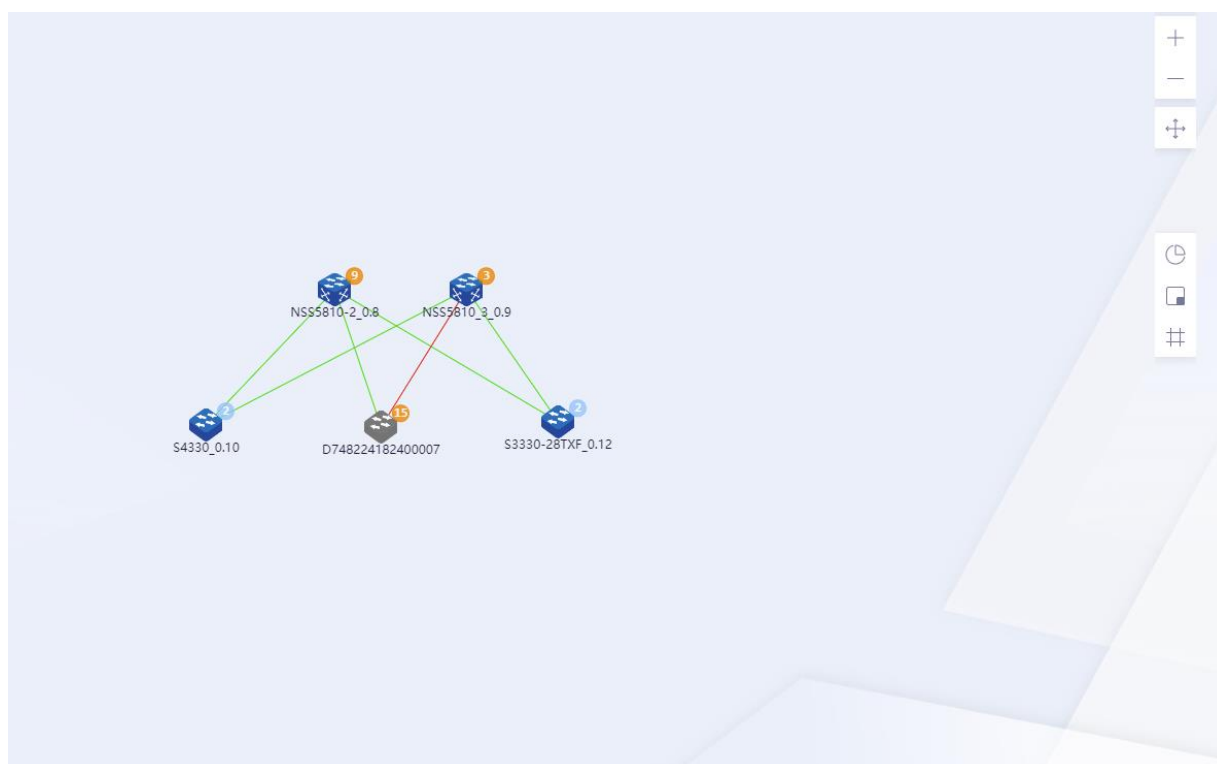 9
3
NSS5810-2_0.8
NSS5810_3_0.9
2
15
2
S4330_0.10
D748224182400007
S3330-28TXF_0.12